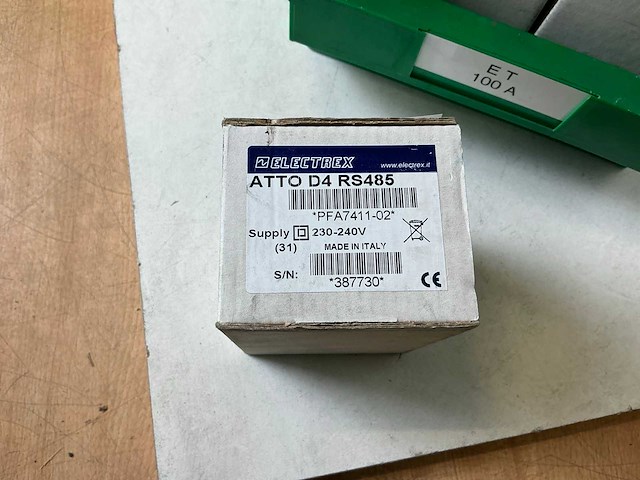 E T
100 A
ELECTREX
www.electrex.it
ATTO D4 RS485
*PFA7411-02*
Supply 230-240V
(31) MADE IN ITALY
S/N:
*387730*
CE